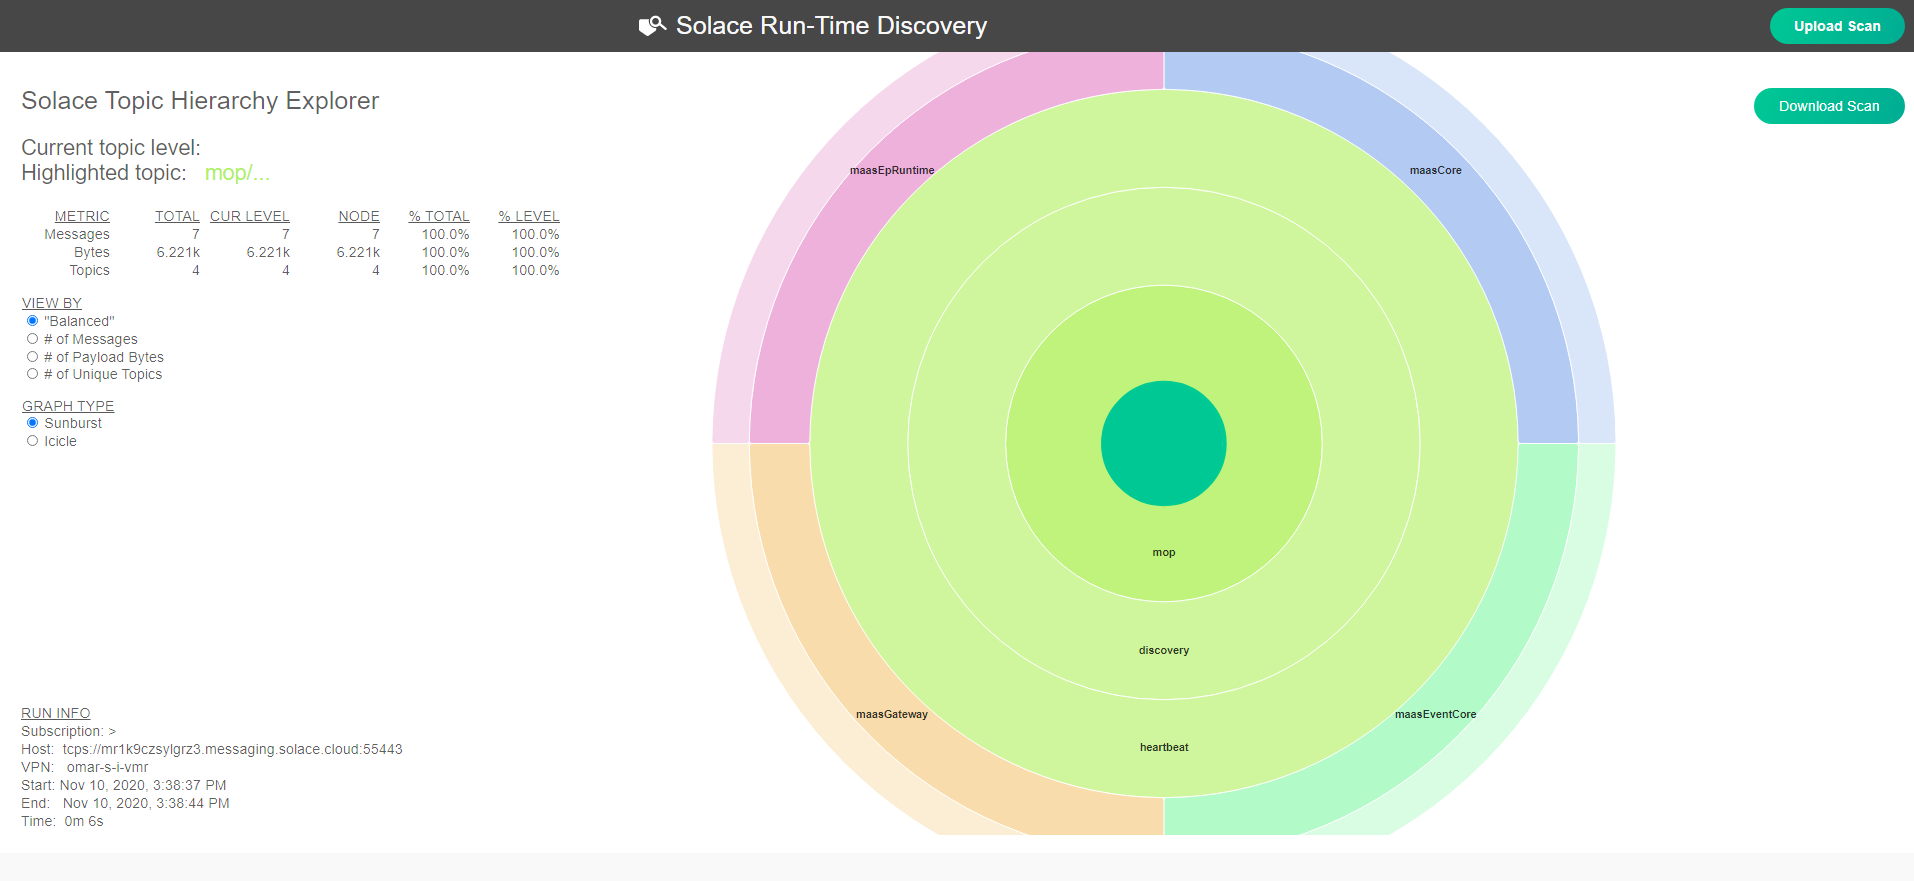 Solace Run-Time Discovery
Upload Scan
Solace Topic Hierarchy Explorer
Download Scan
Current topic level:
Highlighted topic: mop/...
METRIC TOTAL CUR LEVEL NODE % TOTAL % LEVEL
Messages 7 7 7 100.0% 100.0%
Bytes 6.221k 6.221k 6.221k 100.0% 100.0%
Topics 4 4 4 100.0% 100.0%
VIEW BY
"Balanced"
# of Messages
# of Payload Bytes
# of Unique Topics
GRAPH TYPE
Sunburst
Icicle
RUN INFO
Subscription: >
Host: tcps://mr1k9czsylgrz3.messaging.solace.cloud:55443
VPN: omar-s-i-vmr
Start: Nov 10, 2020, 3:38:37 PM
End: Nov 10, 2020, 3:38:44 PM
Time: 0m 6s
maasEpRuntime
maasCore
mop
discovery
maasGateway
maasEventCore
heartbeat